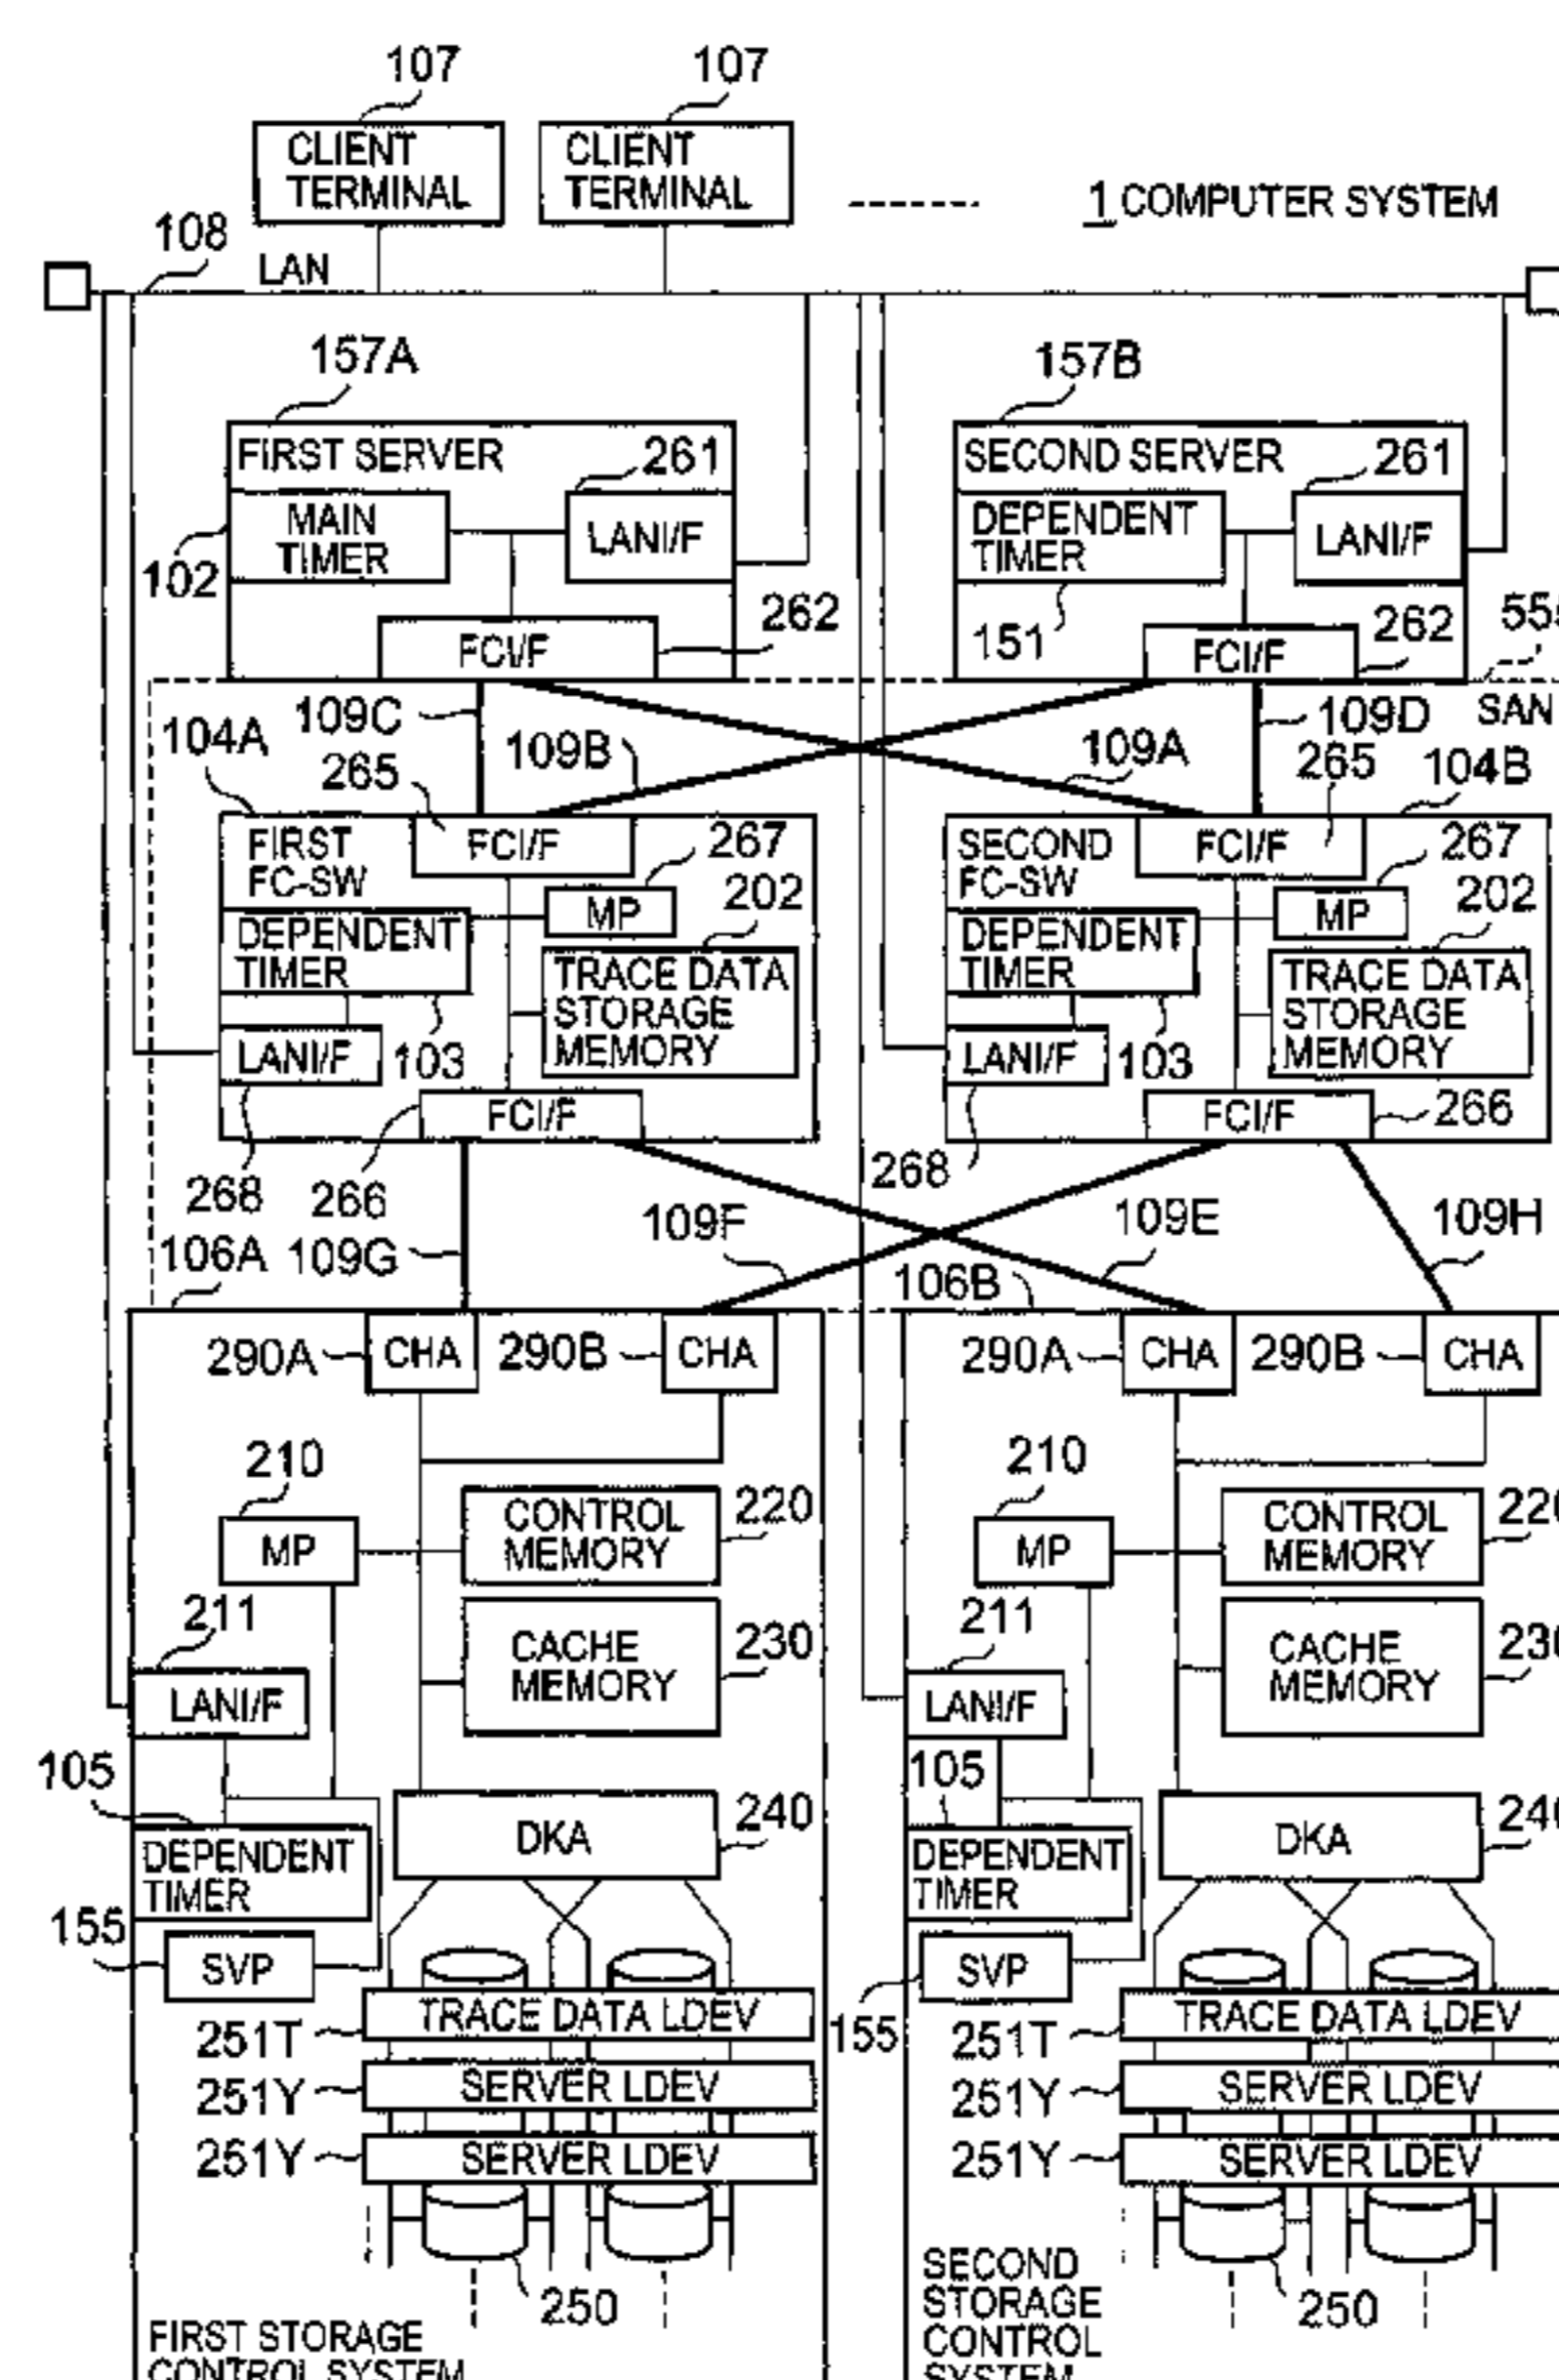 107
107
CLIENT
TERMINAL
CLIENT
TERMINAL
1 COMPUTER SYSTEM
108
LAN
157A
157B
FIRST SERVER
261
SECOND SERVER
261
MAIN
TIMER
LANI/F
DEPENDENT
TIMER
LANI/F
102
262
151
262
FCI/F
FCI/F
SAN
104A
109C
109B
109A
109D
265
265
104B
FIRST
FC-SW
FCI/F
267
SECOND
FC-SW
FCI/F
267
202
202
MP
MP
DEPENDENT
TIMER
TRACE DATA
STORAGE
MEMORY
DEPENDENT
TIMER
TRACE DATA
STORAGE
MEMORY
LANI/F
103
LANI/F
103
FCI/F
FCI/F
266
268
266
268
109F
109E
109H
106A
109G
106B
290A
CHA
290B
CHA
290A
CHA
290B
CHA
210
210
220
MP
CONTROL
MEMORY
MP
CONTROL
MEMORY
211
211
230
LANI/F
CACHE
MEMORY
LANI/F
CACHE
MEMORY
105
105
240
DKA
DKA
DEPENDENT
TIMER
DEPENDENT
TIMER
155
SVP
SVP
155
251T
TRACE DATA LDEV
251T
TRACE DATA LDEV
251Y
SERVER LDEV
251Y
SERVER LDEV
251Y
SERVER LDEV
251Y
SERVER LDEV
250
250
FIRST STORAGE
CONTROL SYSTEM
SECOND
STORAGE
CONTROL
SYSTEM